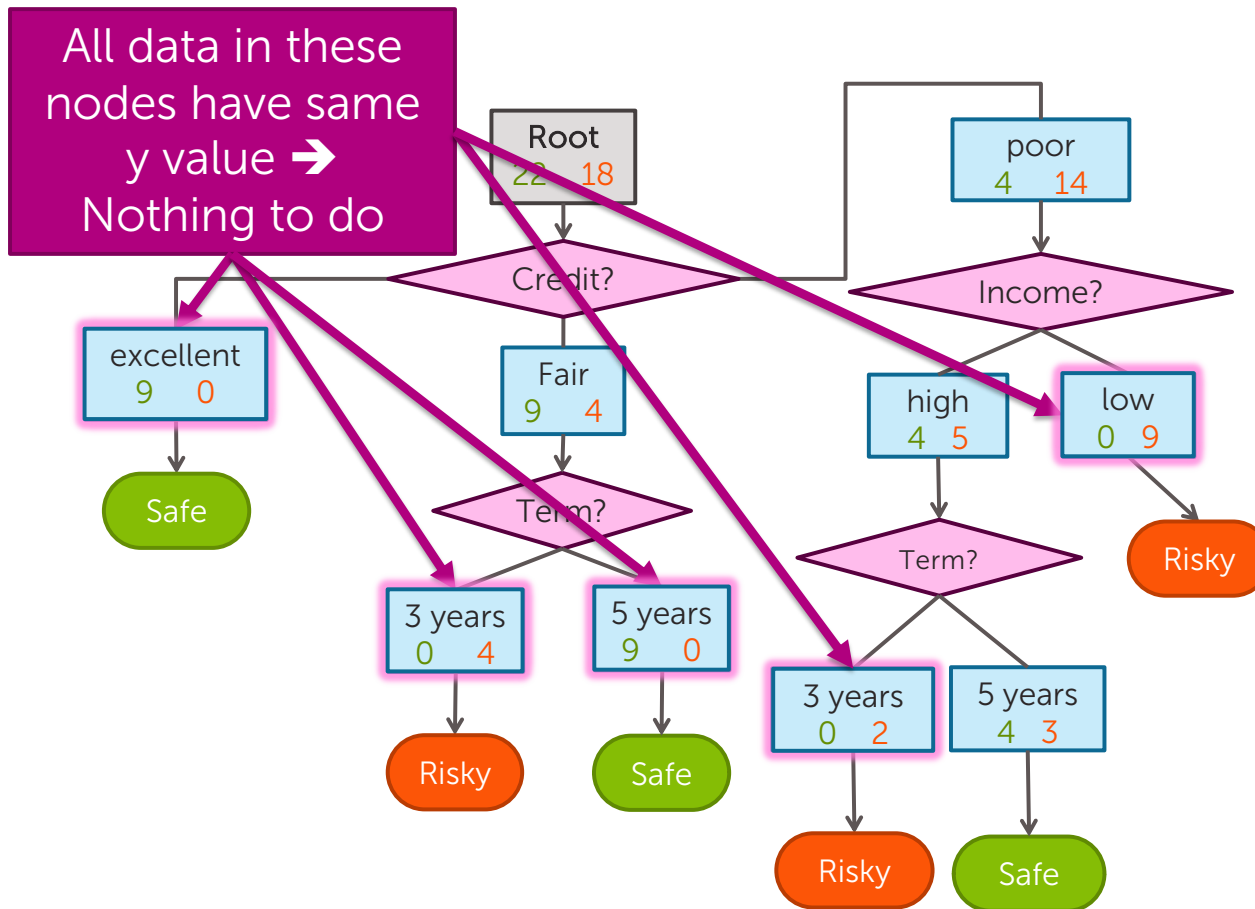 All data in these
nodes have same
y value ➔
Nothing to do
Root
22 18
poor
4 14
Credit?
Income?
excellent
9 0
Fair
9 4
high
4 5
low
0 9
Safe
Term?
Term?
Risky
3 years
0 4
5 years
9 0
3 years
0 2
5 years
4 3
Risky
Safe
Risky
Safe